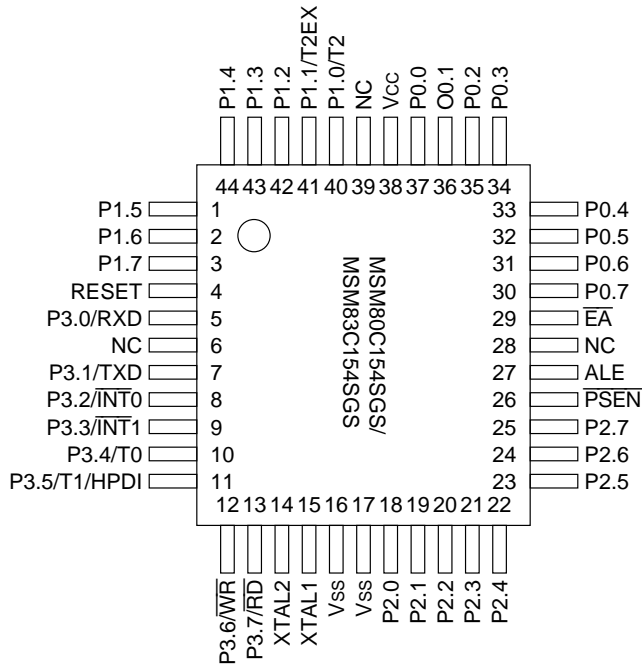 P1.4
P1.3
P1.2
P1.1/T2EX
P1.0/T2
NC
Vcc
P0.0
O0.1
P0.2
P0.3
44 43 42 41 40 39 38 37 36 35 34
P1.5 1
P1.6 2
P1.7 3
RESET 4
P3.0/RXD 5
NC 6
P3.1/TXD 7
P3.2/INT0 8
P3.3/INT1 9
P3.4/T0 10
P3.5/T1/HPDI 11
MSM80C154SGS/
MSM83C154SGS
33 P0.4
32 P0.5
31 P0.6
30 P0.7
29 EA
28 NC
27 ALE
26 PSEN
25 P2.7
24 P2.6
23 P2.5
12 13 14 15 16 17 18 19 20 21 22
P3.6/WR
P3.7/RD
XTAL2
XTAL1
Vss
Vss
P2.0
P2.1
P2.2
P2.3
P2.4